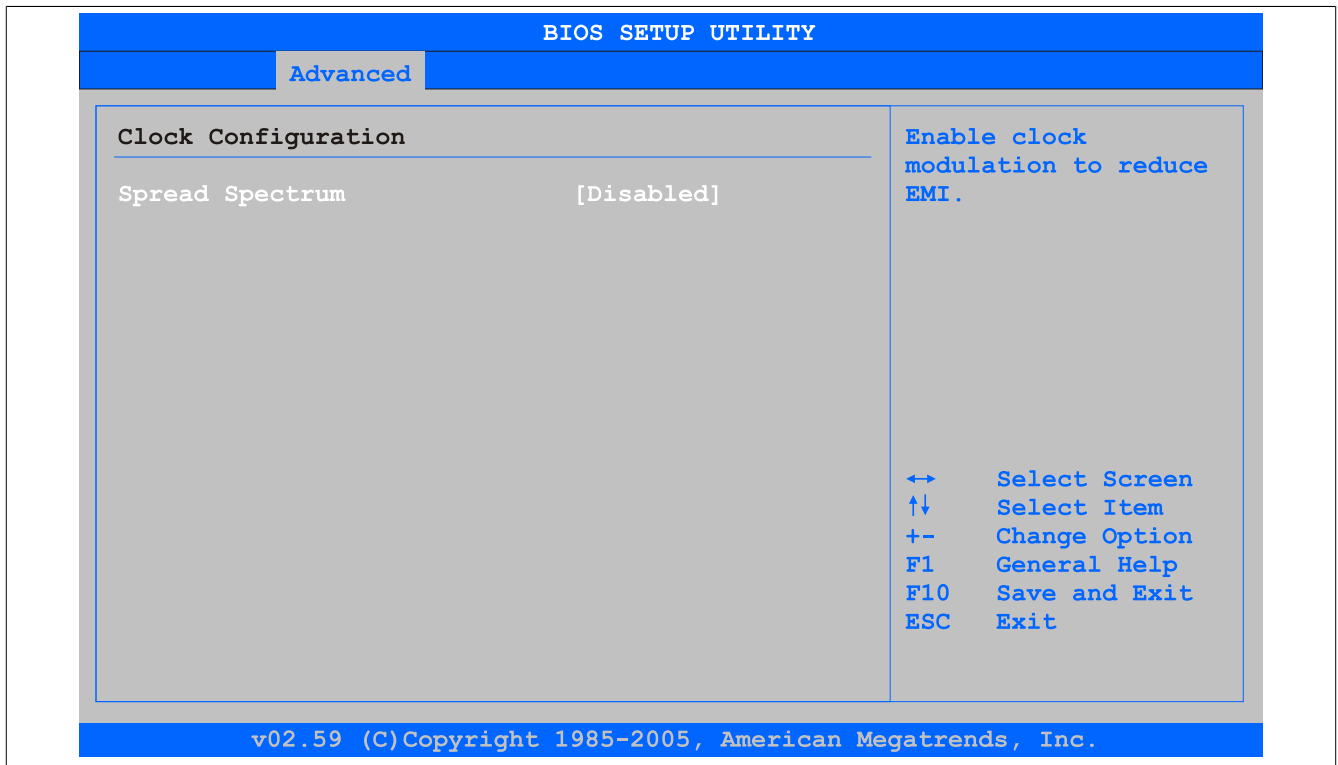 BIOS SETUP UTILITY
Advanced
Clock Configuration
Spread Spectrum [Disabled]
Enable clock
modulation to reduce
EMI.
↔ Select Screen
↑↓ Select Item
+- Change Option
F1 General Help
F10 Save and Exit
ESC Exit
v02.59 (C)Copyright 1985-2005, American Megatrends, Inc.